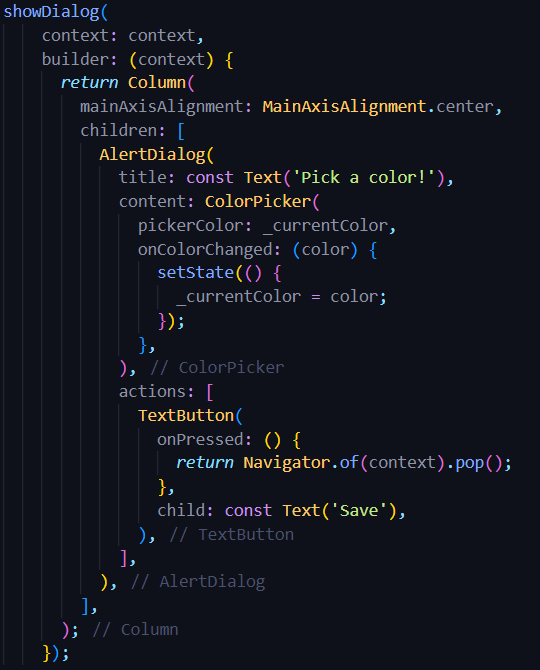 showDialog(
    context: context,
    builder: (context) {
      return Column(
        mainAxisAlignment: MainAxisAlignment.center,
        children: [
          AlertDialog(
            title: const Text('Pick a color!'),
            content: ColorPicker(
              pickerColor: _currentColor,
              onColorChanged: (color) {
                setState(() {
                  _currentColor = color;
                });
              },
            ), // ColorPicker
            actions: [
              TextButton(
                onPressed: () {
                  return Navigator.of(context).pop();
                },
                child: const Text('Save'),
              ), // TextButton
            ],
          ), // AlertDialog
        ],
      ); // Column
    });